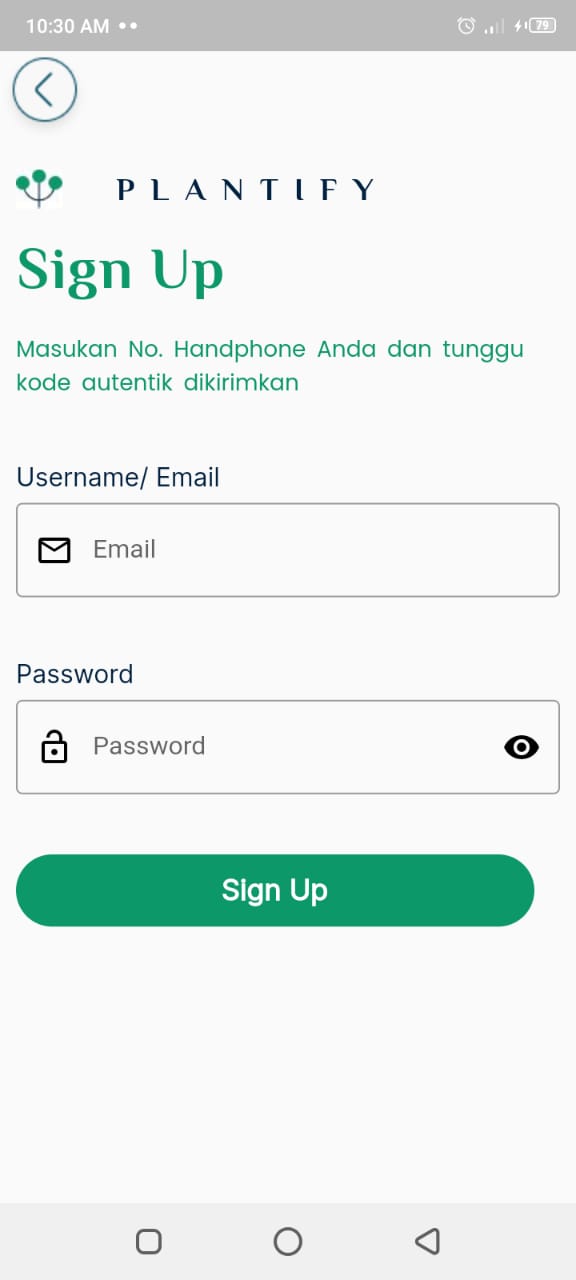 10:30 AM
79
PLANTIFY
Sign Up
Masukan No. Handphone Anda dan tunggu
kode autentik dikirimkan
Username/ Email
Email
Password
Password
Sign Up